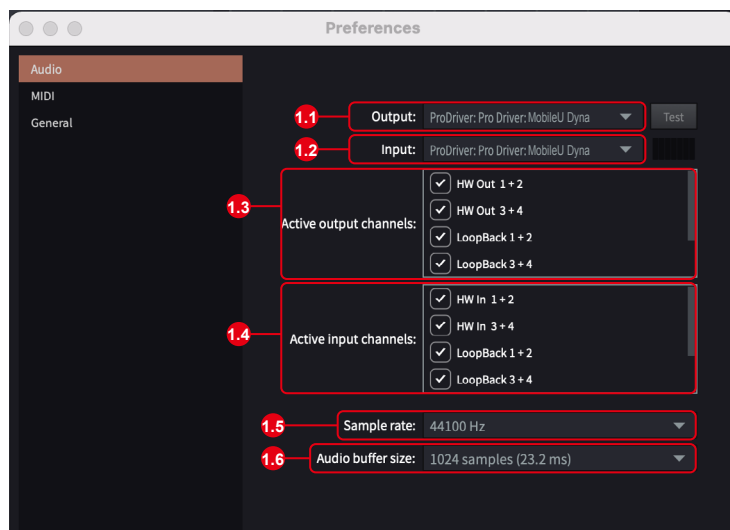 Preferences
Audio
MIDI
General
1.1 Output: ProDriver: Pro Driver: MobileU Dyna Test
1.2 Input: ProDriver: Pro Driver: MobileU Dyna
1.3 Active output channels:
HW Out 1 + 2
HW Out 3 + 4
LoopBack 1 + 2
LoopBack 3 + 4
1.4 Active input channels:
HW In 1 + 2
HW In 3 + 4
LoopBack 1 + 2
LoopBack 3 + 4
1.5 Sample rate: 44100 Hz
1.6 Audio buffer size: 1024 samples (23.2 ms)